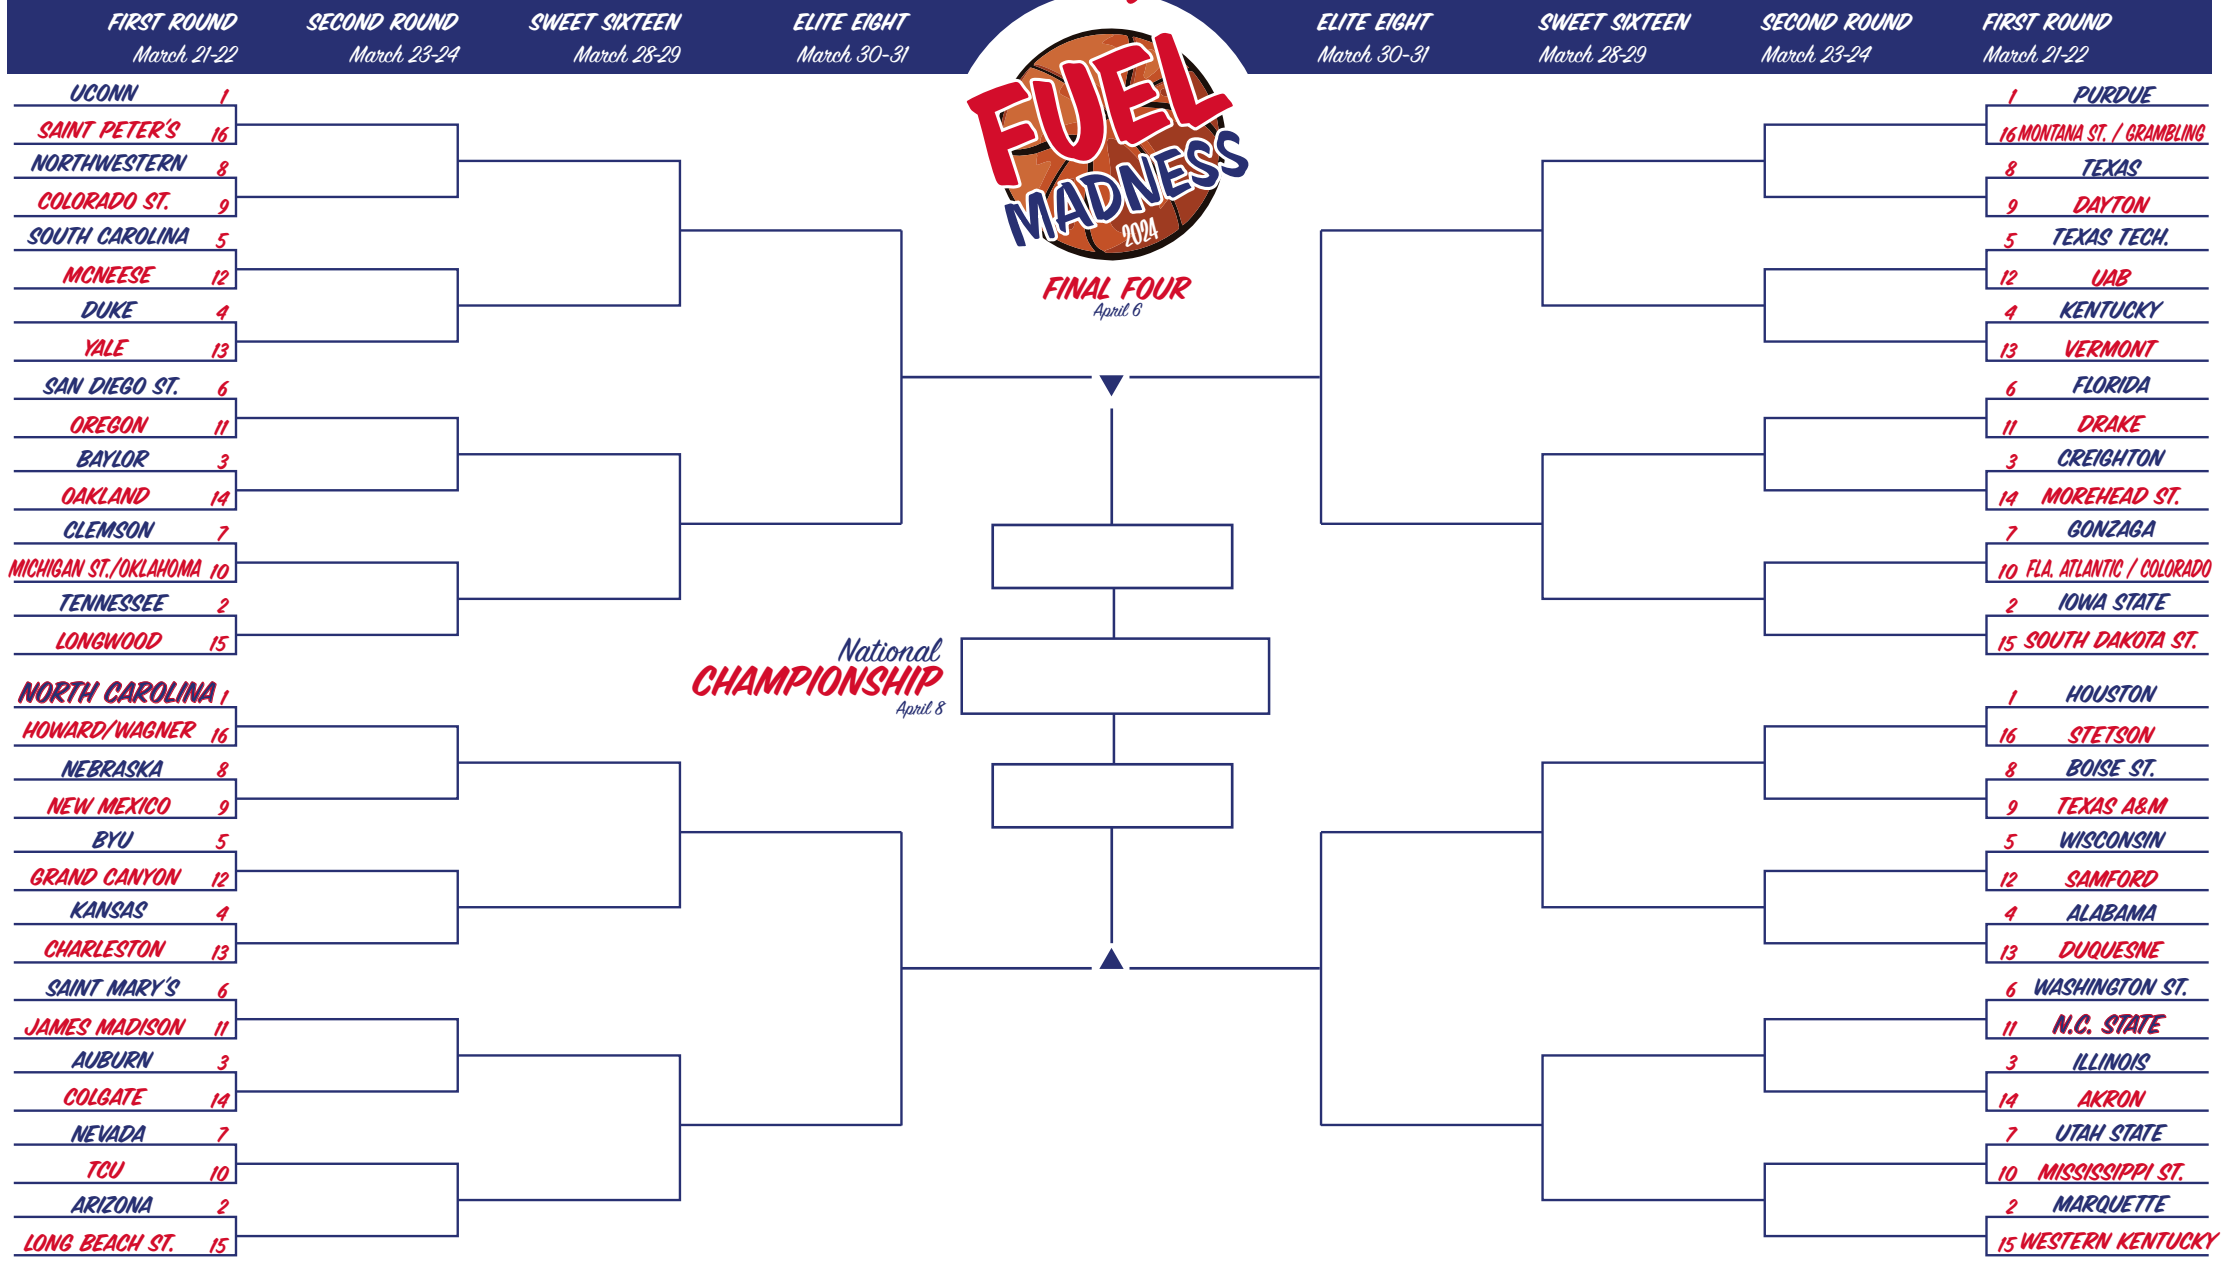 FIRST ROUND
March 21-22
SECOND ROUND
March 23-24
SWEET SIXTEEN
March 28-29
ELITE EIGHT
March 30-31
ELITE EIGHT
March 30-31
SWEET SIXTEEN
March 28-29
SECOND ROUND
March 23-24
FIRST ROUND
March 21-22
FUEL
MADNESS
2024
FINAL FOUR
April 6
National
CHAMPIONSHIP
April 8
UCONN 1
SAINT PETER'S 16
NORTHWESTERN 8
COLORADO ST. 9
SOUTH CAROLINA 5
MCNEESE 12
DUKE 4
YALE 13
SAN DIEGO ST. 6
OREGON 11
BAYLOR 3
OAKLAND 14
CLEMSON 7
MICHIGAN ST./OKLAHOMA 10
TENNESSEE 2
LONGWOOD 15
NORTH CAROLINA 1
HOWARD/WAGNER 16
NEBRASKA 8
NEW MEXICO 9
BYU 5
GRAND CANYON 12
KANSAS 4
CHARLESTON 13
SAINT MARY'S 6
JAMES MADISON 11
AUBURN 3
COLGATE 14
NEVADA 7
TCU 10
ARIZONA 2
LONG BEACH ST. 15
1 PURDUE
16 MONTANA ST. / GRAMBLING
8 TEXAS
9 DAYTON
5 TEXAS TECH.
12 UAB
4 KENTUCKY
13 VERMONT
6 FLORIDA
11 DRAKE
3 CREIGHTON
14 MOREHEAD ST.
7 GONZAGA
10 FLA. ATLANTIC / COLORADO
2 IOWA STATE
15 SOUTH DAKOTA ST.
1 HOUSTON
16 STETSON
8 BOISE ST.
9 TEXAS A&M
5 WISCONSIN
12 SAMFORD
4 ALABAMA
13 DUQUESNE
6 WASHINGTON ST.
11 N.C. STATE
3 ILLINOIS
14 AKRON
7 UTAH STATE
10 MISSISSIPPI ST.
2 MARQUETTE
15 WESTERN KENTUCKY